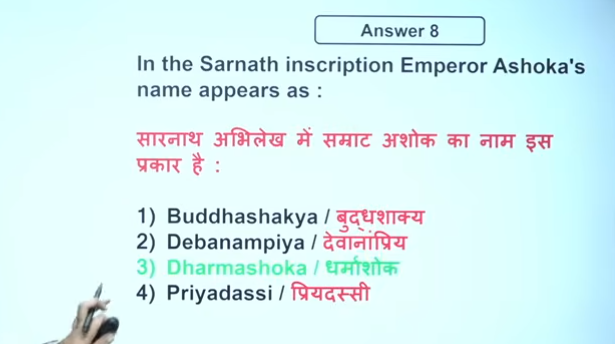 Answer 8
In the Sarnath inscription Emperor Ashoka's
name appears as :
सारनाथ अभिलेख में सम्राट अशोक का नाम इस
प्रकार है :
1) Buddhashakya / बुद्धशाक्य
2) Debanampiya / देवानांप्रिय
3) Dharmashoka / धर्माशोक
4) Priyadassi / प्रियदस्सी